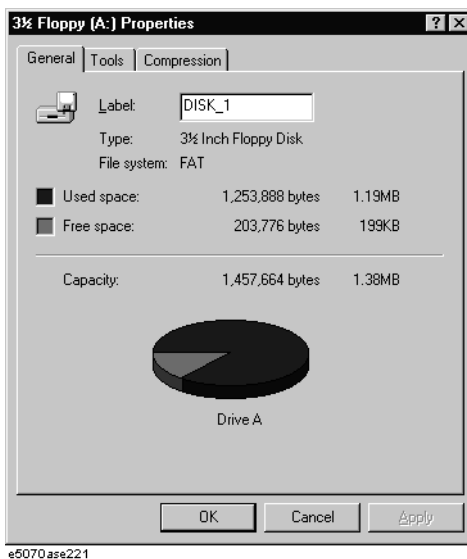 3½ Floppy (A:) Properties
General Tools Compression
Label: DISK_1
Type: 3½ Inch Floppy Disk
File system: FAT
Used space: 1,253,888 bytes 1.19MB
Free space: 203,776 bytes 199KB
Capacity: 1,457,664 bytes 1.38MB
Drive A
OK Cancel Apply
e5070ase221